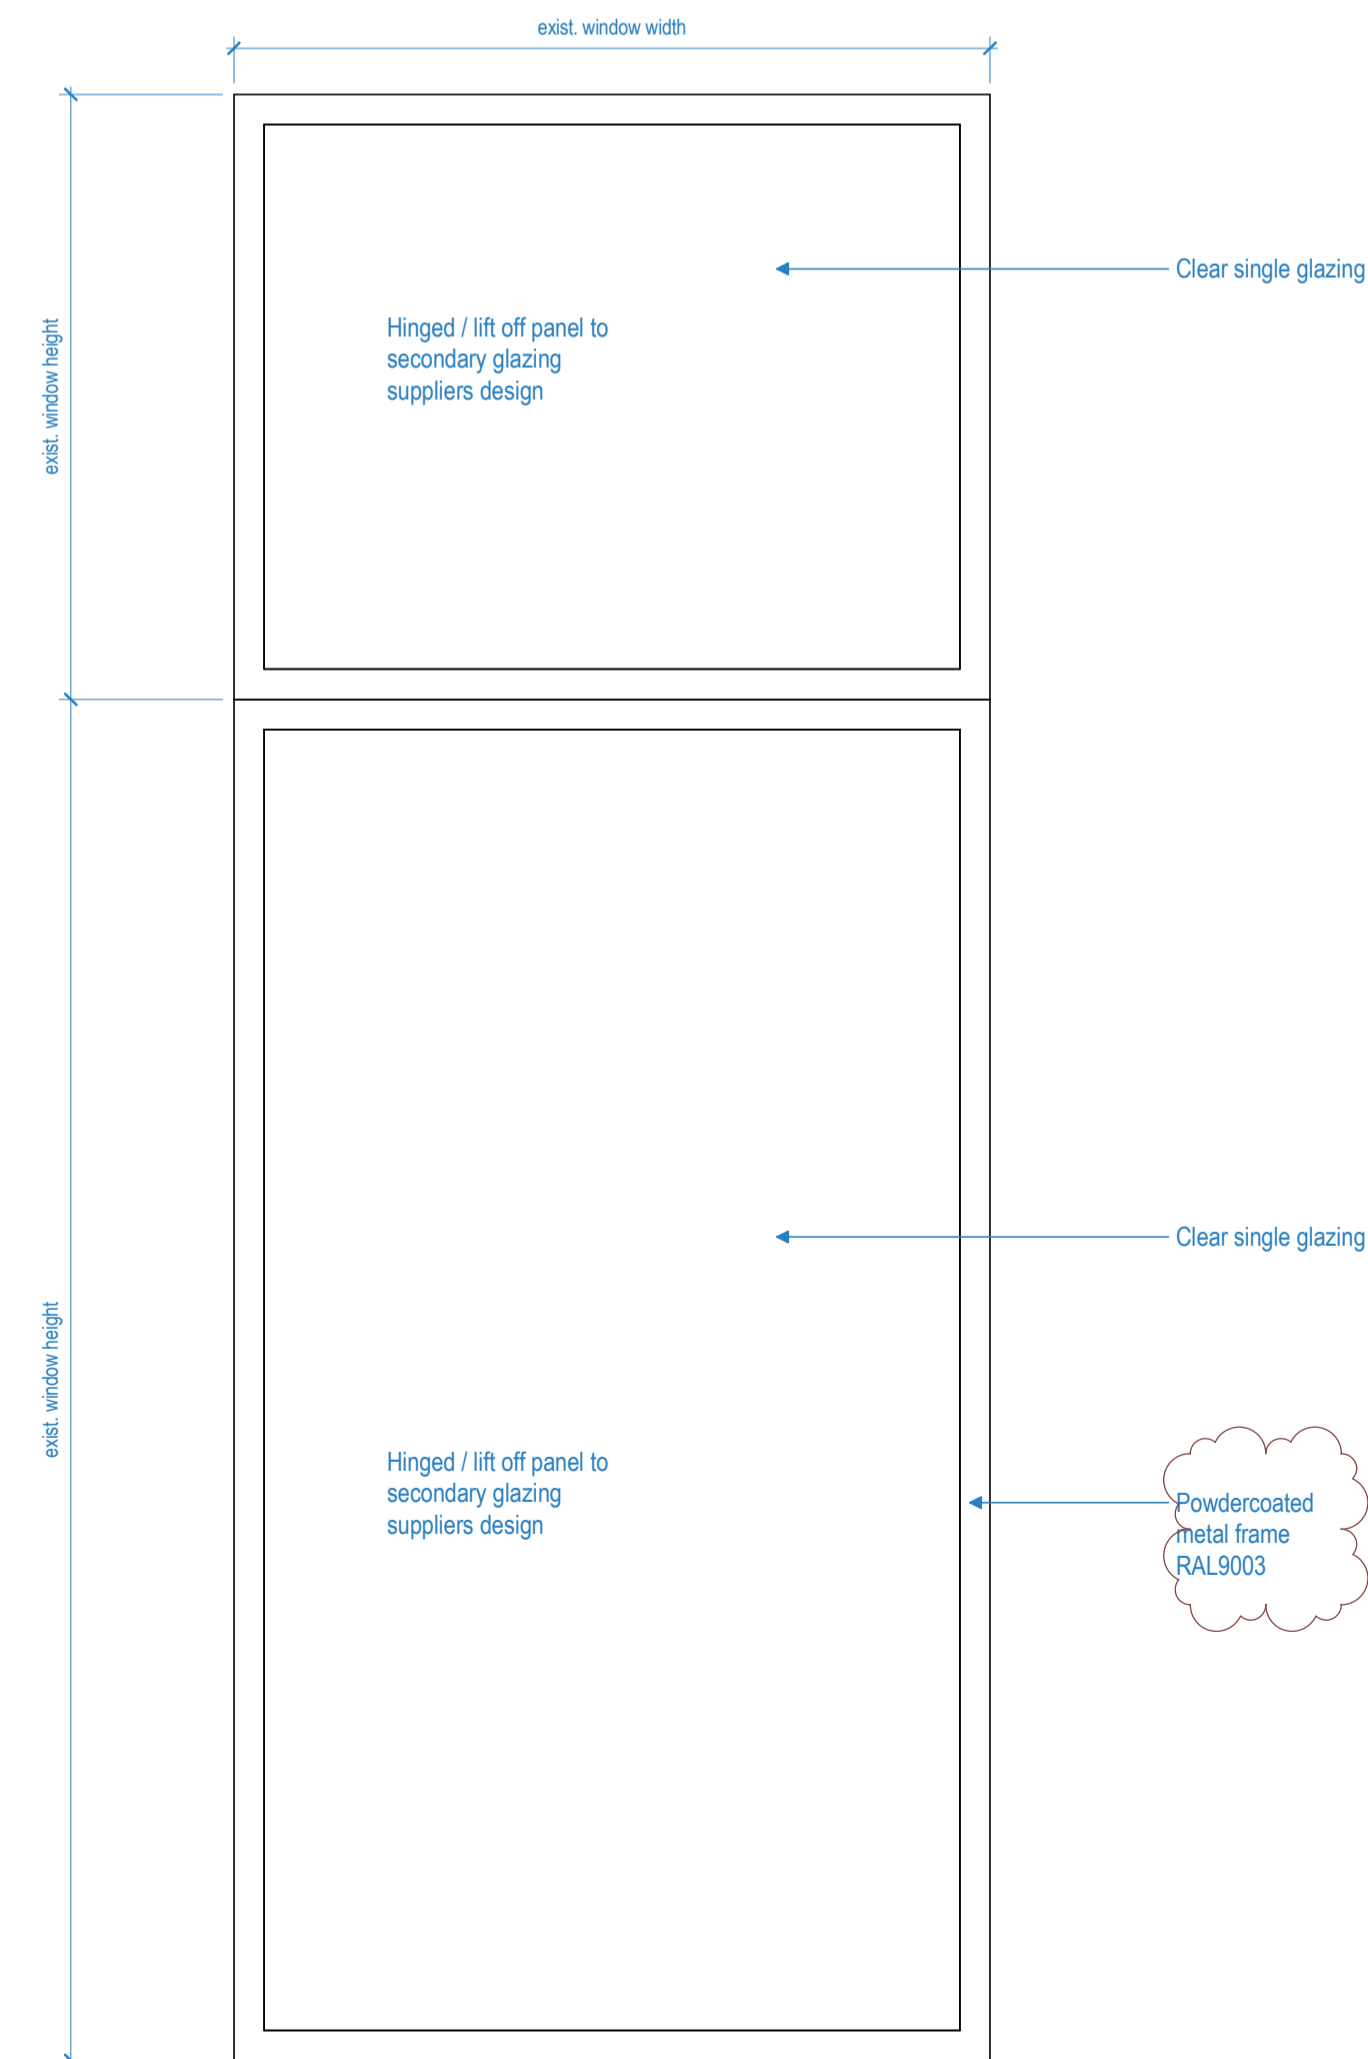 exist. window width
Clear single glazing
Hinged / lift off panel to
secondary glazing
suppliers design
exist. window height
Clear single glazing
exist. window height
Hinged / lift off panel to
secondary glazing
suppliers design
Powdercoated
metal frame
RAL9003